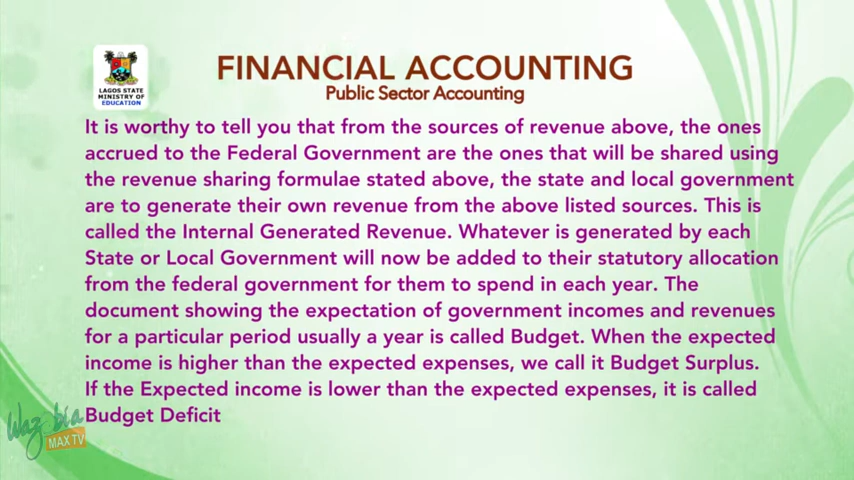 LAGOS STATE
MINISTRY OF
EDUCATION
FINANCIAL ACCOUNTING
Public Sector Accounting
It is worthy to tell you that from the sources of revenue above, the ones
accrued to the Federal Government are the ones that will be shared using
the revenue sharing formulae stated above, the state and local government
are to generate their own revenue from the above listed sources. This is
called the Internal Generated Revenue. Whatever is generated by each
State or Local Government will now be added to their statutory allocation
from the federal government for them to spend in each year. The
document showing the expectation of government incomes and revenues
for a particular period usually a year is called Budget. When the expected
income is higher than the expected expenses, we call it Budget Surplus.
If the Expected income is lower than the expected expenses, it is called
Budget Deficit
Wazobia
MAX TV